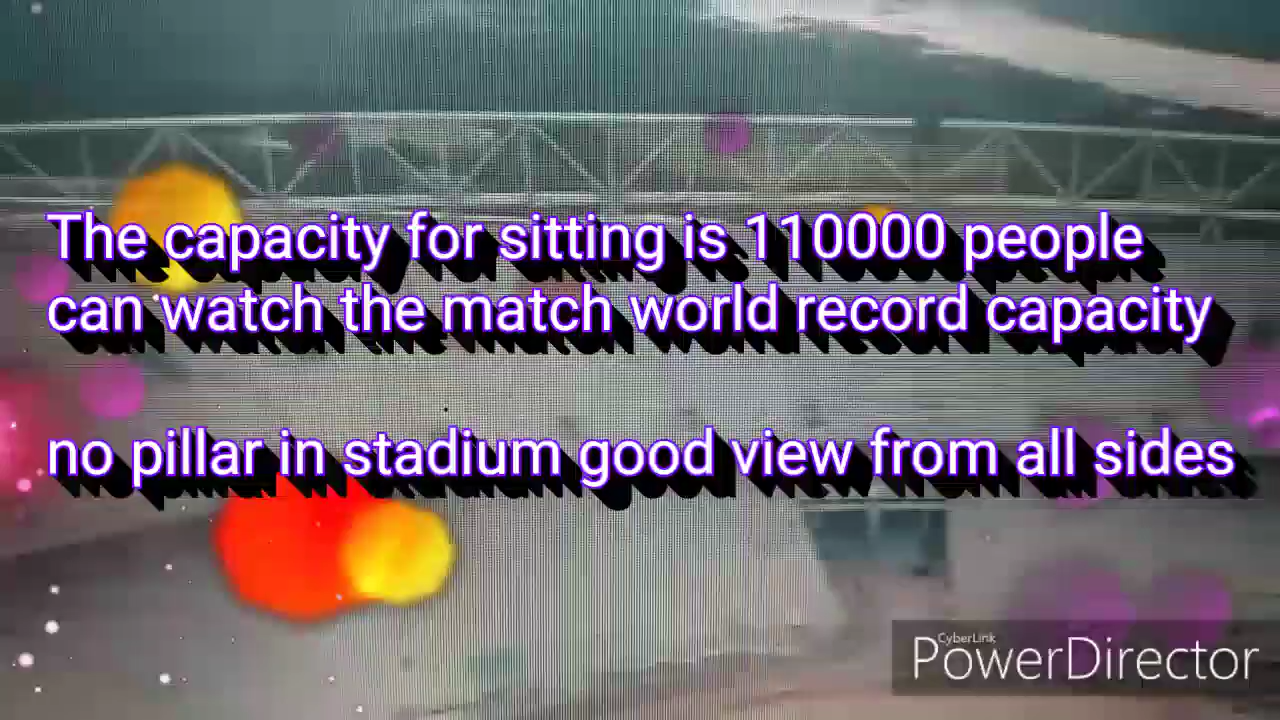 The capacity for sitting is 110000 people
can watch the match world record capacity
no pillar in stadium good view from all sides
CyberLink
PowerDirector